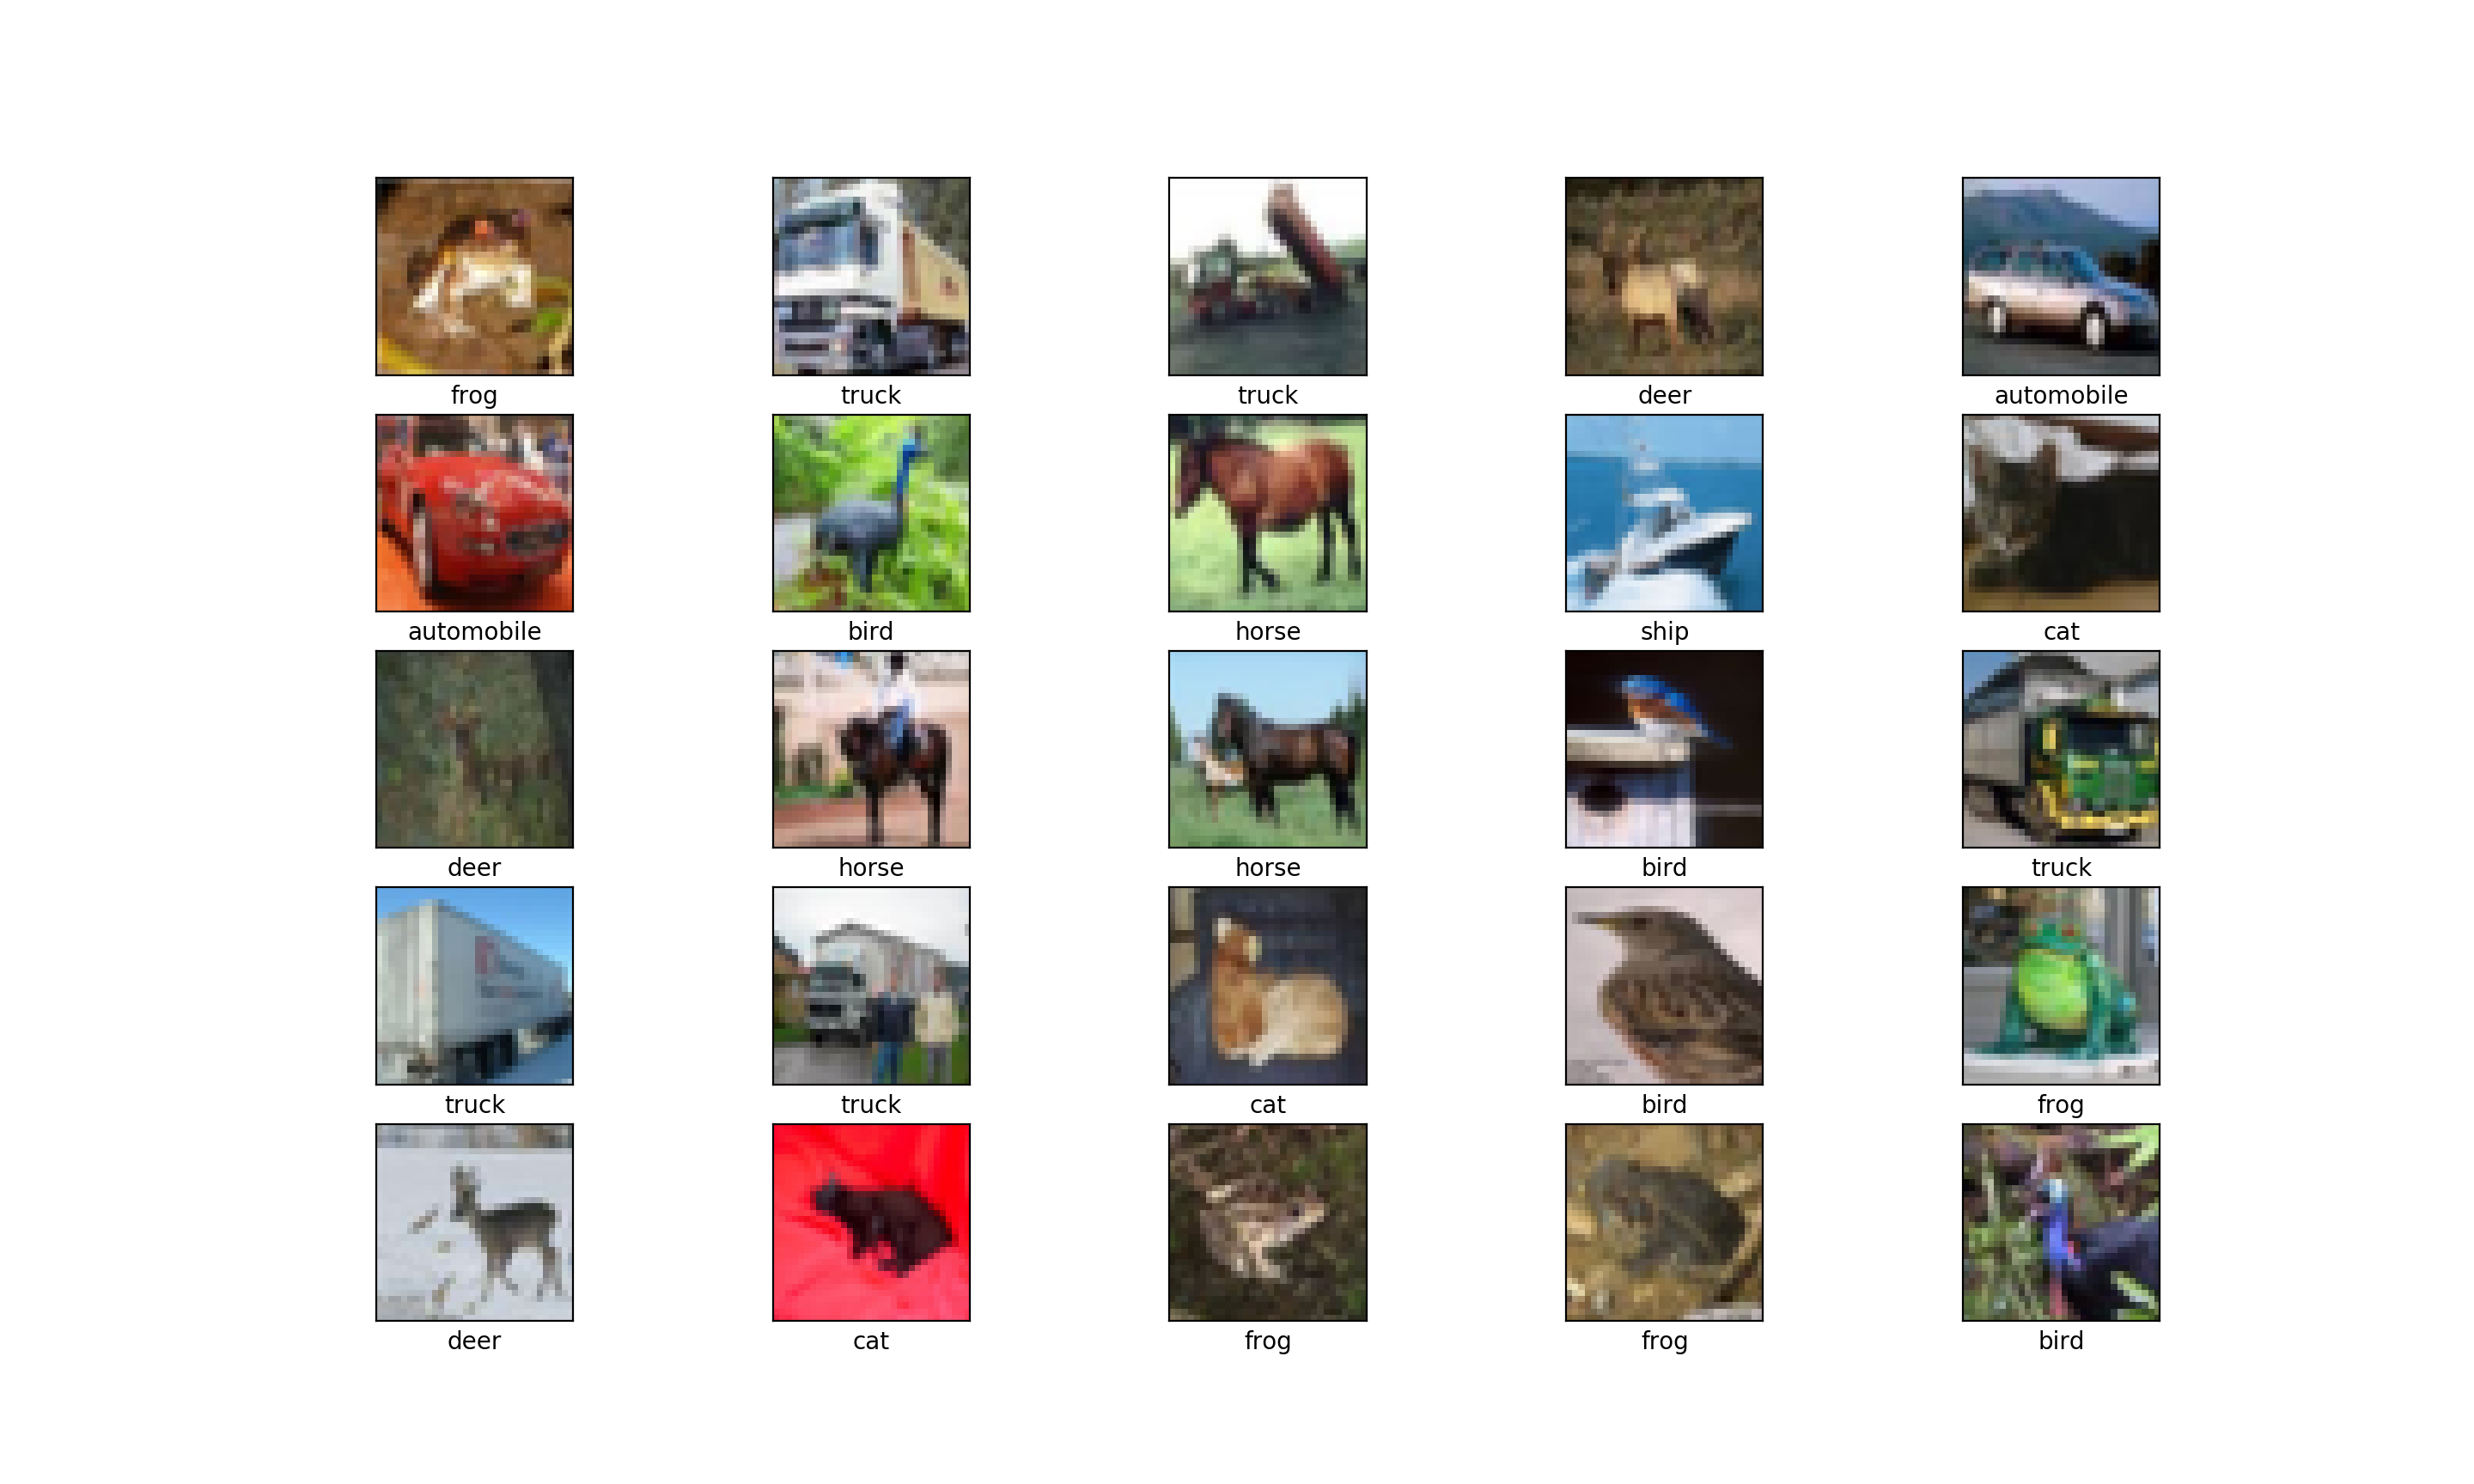 frog truck truck deer automobile
automobile bird horse ship cat
deer horse horse bird truck
truck truck cat bird frog
deer cat frog frog bird